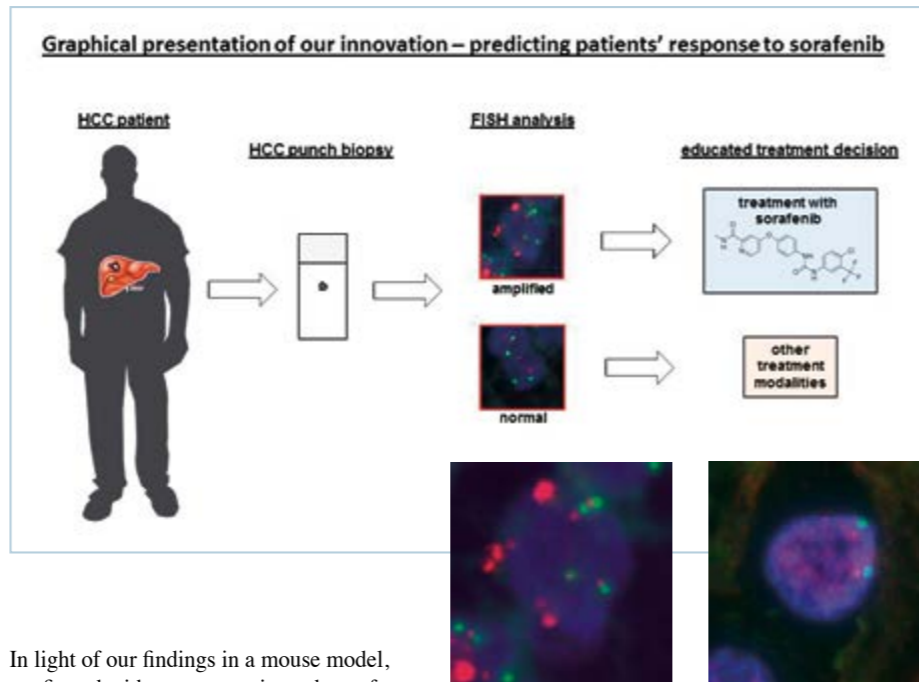 Graphical presentation of our innovation – predicting patients' response to sorafenib
HCC patient
HCC punch biopsy
FISH analysis
educated treatment decision
amplified
treatment with
sorafenib
normal
other
treatment
modalities
In light of our findings in a mouse model,